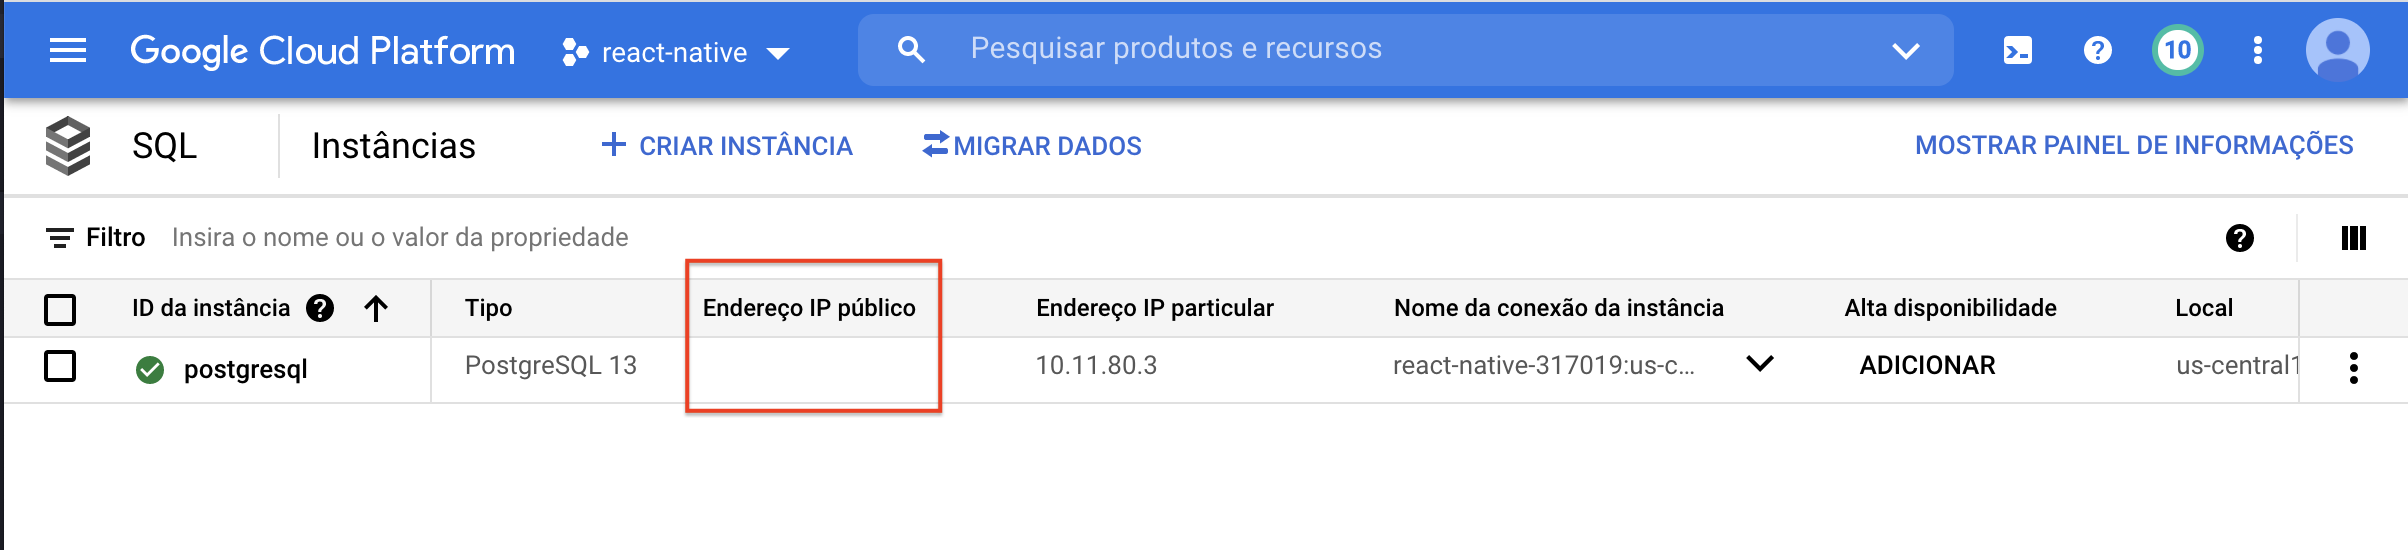 Google Cloud Platform react-native Pesquisar produtos e recursos 10
SQL Instâncias CRIAR INSTÂNCIA MIGRAR DADOS MOSTRAR PAINEL DE INFORMAÇÕES
Filtro Insira o nome ou o valor da propriedade
ID da instância Tipo Endereço IP público Endereço IP particular Nome da conexão da instância Alta disponibilidade Local
postgresql PostgreSQL 13 10.11.80.3 react-native-317019:us-c... ADICIONAR us-central1